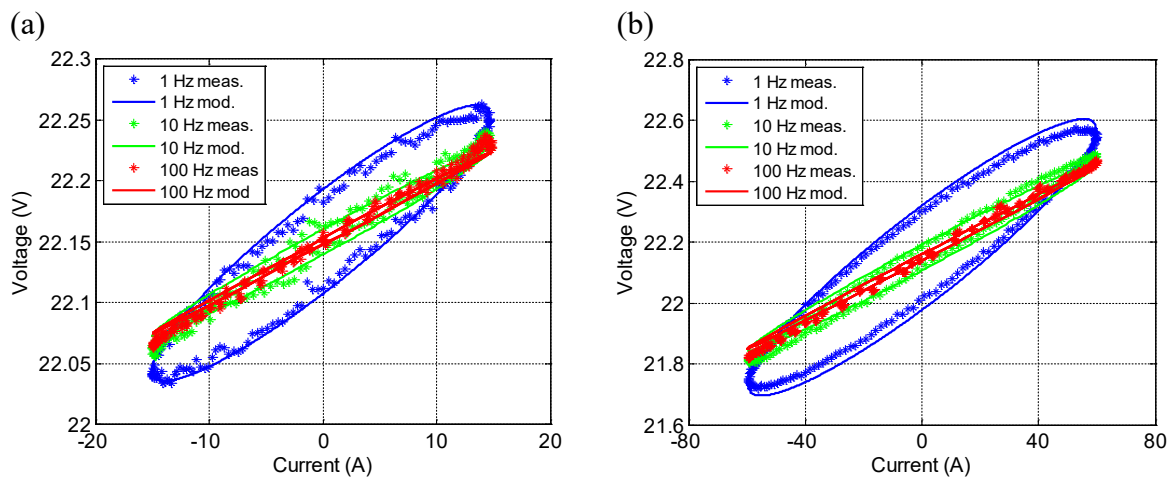 (a)
22.3
22.25
22.2
22.15
22.1
22.05
22
Voltage (V)
1 Hz meas.
1 Hz mod.
10 Hz meas.
10 Hz mod.
100 Hz meas
100 Hz mod
-20
-10
0
10
20
Current (A)
(b)
22.8
22.6
22.4
22.2
22
21.8
21.6
Voltage (V)
1 Hz meas.
1 Hz mod.
10 Hz meas.
10 Hz mod.
100 Hz meas.
100 Hz mod.
-80
-40
0
40
80
Current (A)